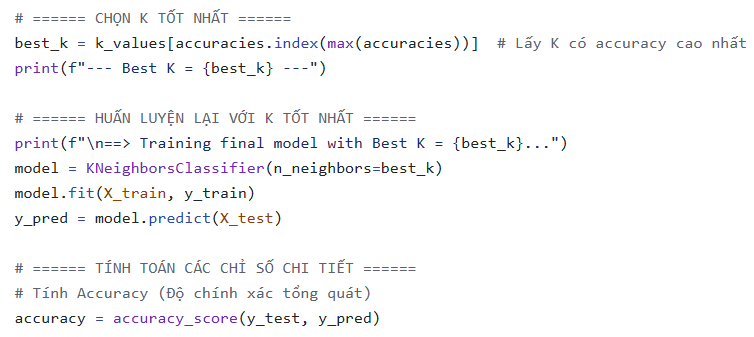 # ====== CHỌN K TỐT NHẤT ======
best_k = k_values[accuracies.index(max(accuracies))]  # Lấy K có accuracy cao nhất
print(f"--- Best K = {best_k} ---")

# ====== HUẤN LUYỆN LẠI VỚI K TỐT NHẤT ======
print(f"\n==> Training final model with Best K = {best_k}...")
model = KNeighborsClassifier(n_neighbors=best_k)
model.fit(X_train, y_train)
y_pred = model.predict(X_test)

# ====== TÍNH TOÁN CÁC CHỈ SỐ CHI TIẾT ======
# Tính Accuracy (Độ chính xác tổng quát)
accuracy = accuracy_score(y_test, y_pred)